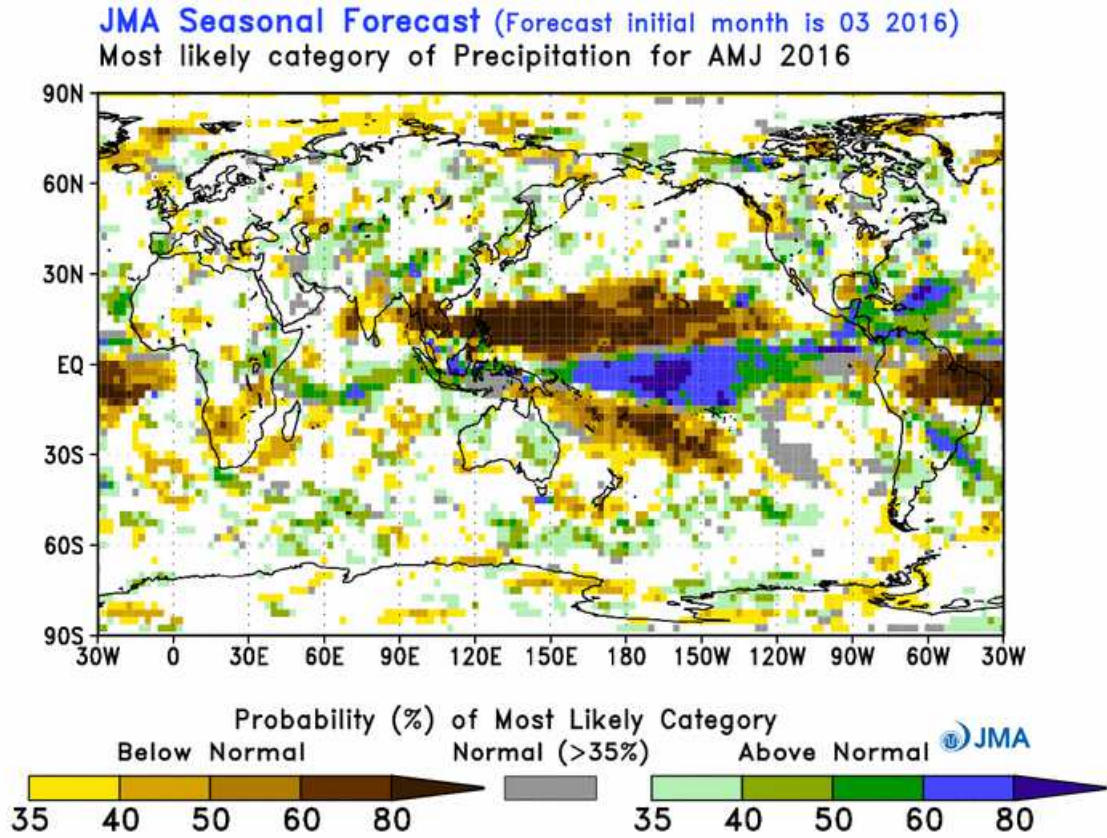 JMA Seasonal Forecast (Forecast initial month is 03 2016)
Most likely category of Precipitation for AMJ 2016
90N
60N
30N
EQ
30S
60S
90S
30W 0 30E 60E 90E 120E 150E 180 150W 120W 90W 60W 30W
Probability (%) of Most Likely Category
Below Normal Normal (>35%) Above Normal JMA
35 40 50 60 80 35 40 50 60 80